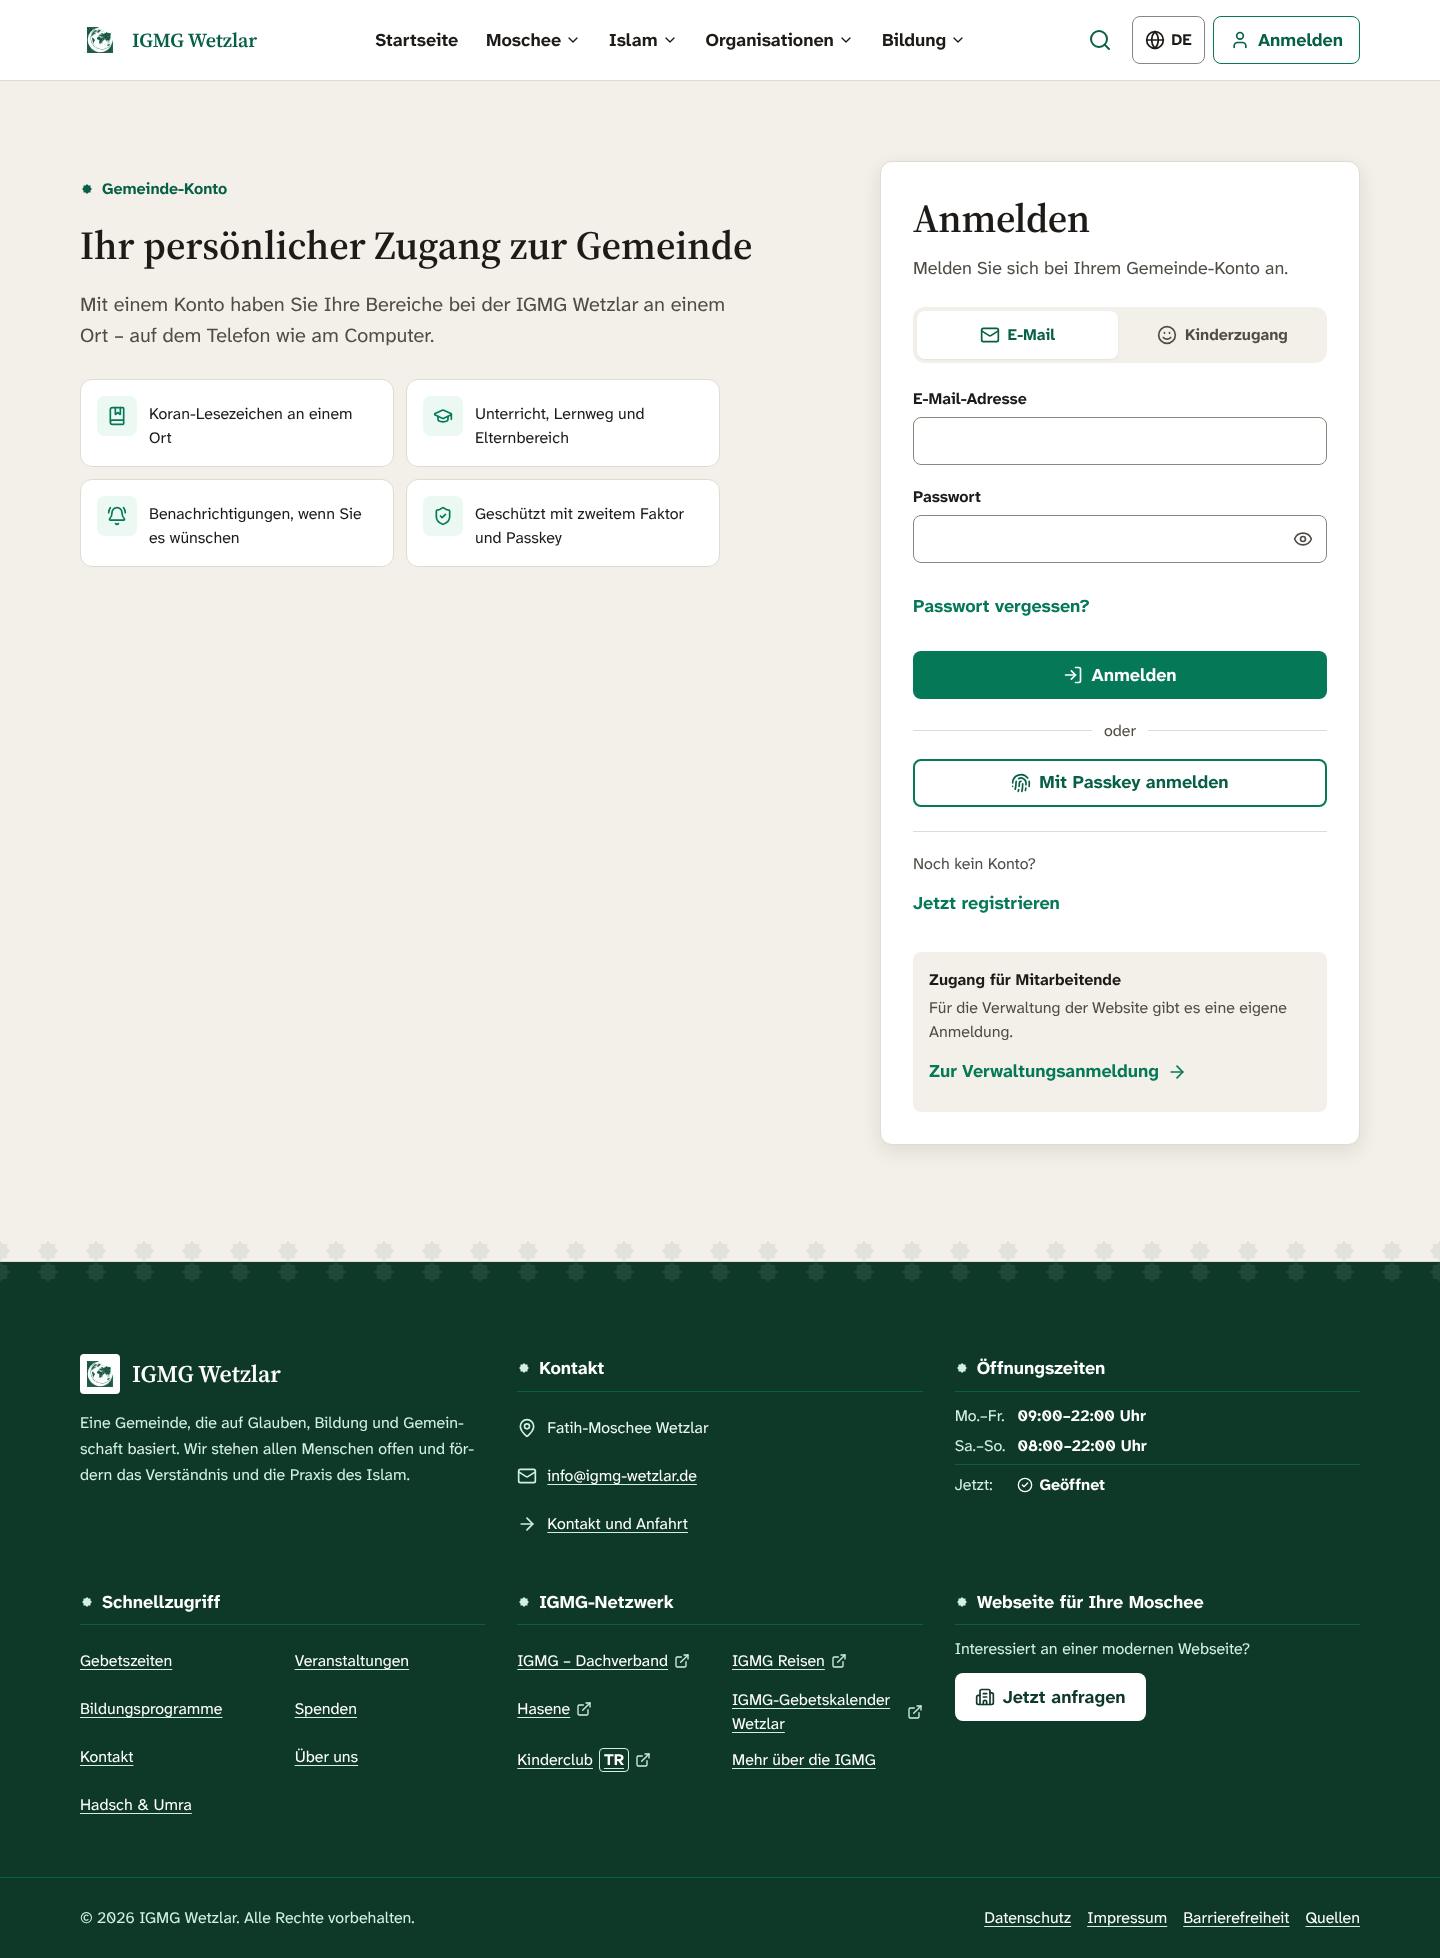 IGMG Wetzlar
Startseite
Moschee
Islam
Organisationen
Bildung
DE
Anmelden
Gemeinde-Konto
Ihr persönlicher Zugang zur Gemeinde
Mit einem Konto haben Sie Ihre Bereiche bei der IGMG Wetzlar an einem
Ort – auf dem Telefon wie am Computer.
Koran-Lesezeichen an einem
Ort
Unterricht, Lernweg und
Elternbereich
Benachrichtigungen, wenn Sie
es wünschen
Geschützt mit zweitem Faktor
und Passkey
Anmelden
Melden Sie sich bei Ihrem Gemeinde-Konto an.
E-Mail
Kinderzugang
E-Mail-Adresse
Passwort
Passwort vergessen?
Anmelden
oder
Mit Passkey anmelden
Noch kein Konto?
Jetzt registrieren
Zugang für Mitarbeitende
Für die Verwaltung der Website gibt es eine eigene
Anmeldung.
Zur Verwaltungsanmeldung
IGMG Wetzlar
Eine Gemeinde, die auf Glauben, Bildung und Gemein-
schaft basiert. Wir stehen allen Menschen offen und för-
dern das Verständnis und die Praxis des Islam.
Kontakt
Fatih-Moschee Wetzlar
info@igmg-wetzlar.de
Kontakt und Anfahrt
Öffnungszeiten
Mo.–Fr. 09:00–22:00 Uhr
Sa.–So. 08:00–22:00 Uhr
Jetzt: Geöffnet
Schnellzugriff
Gebetszeiten
Veranstaltungen
Bildungsprogramme
Spenden
Kontakt
Über uns
Hadsch & Umra
IGMG-Netzwerk
IGMG – Dachverband
IGMG Reisen
Hasene
IGMG-Gebetskalender
Wetzlar
Kinderclub TR
Mehr über die IGMG
Webseite für Ihre Moschee
Interessiert an einer modernen Webseite?
Jetzt anfragen
© 2026 IGMG Wetzlar. Alle Rechte vorbehalten.
Datenschutz
Impressum
Barrierefreiheit
Quellen